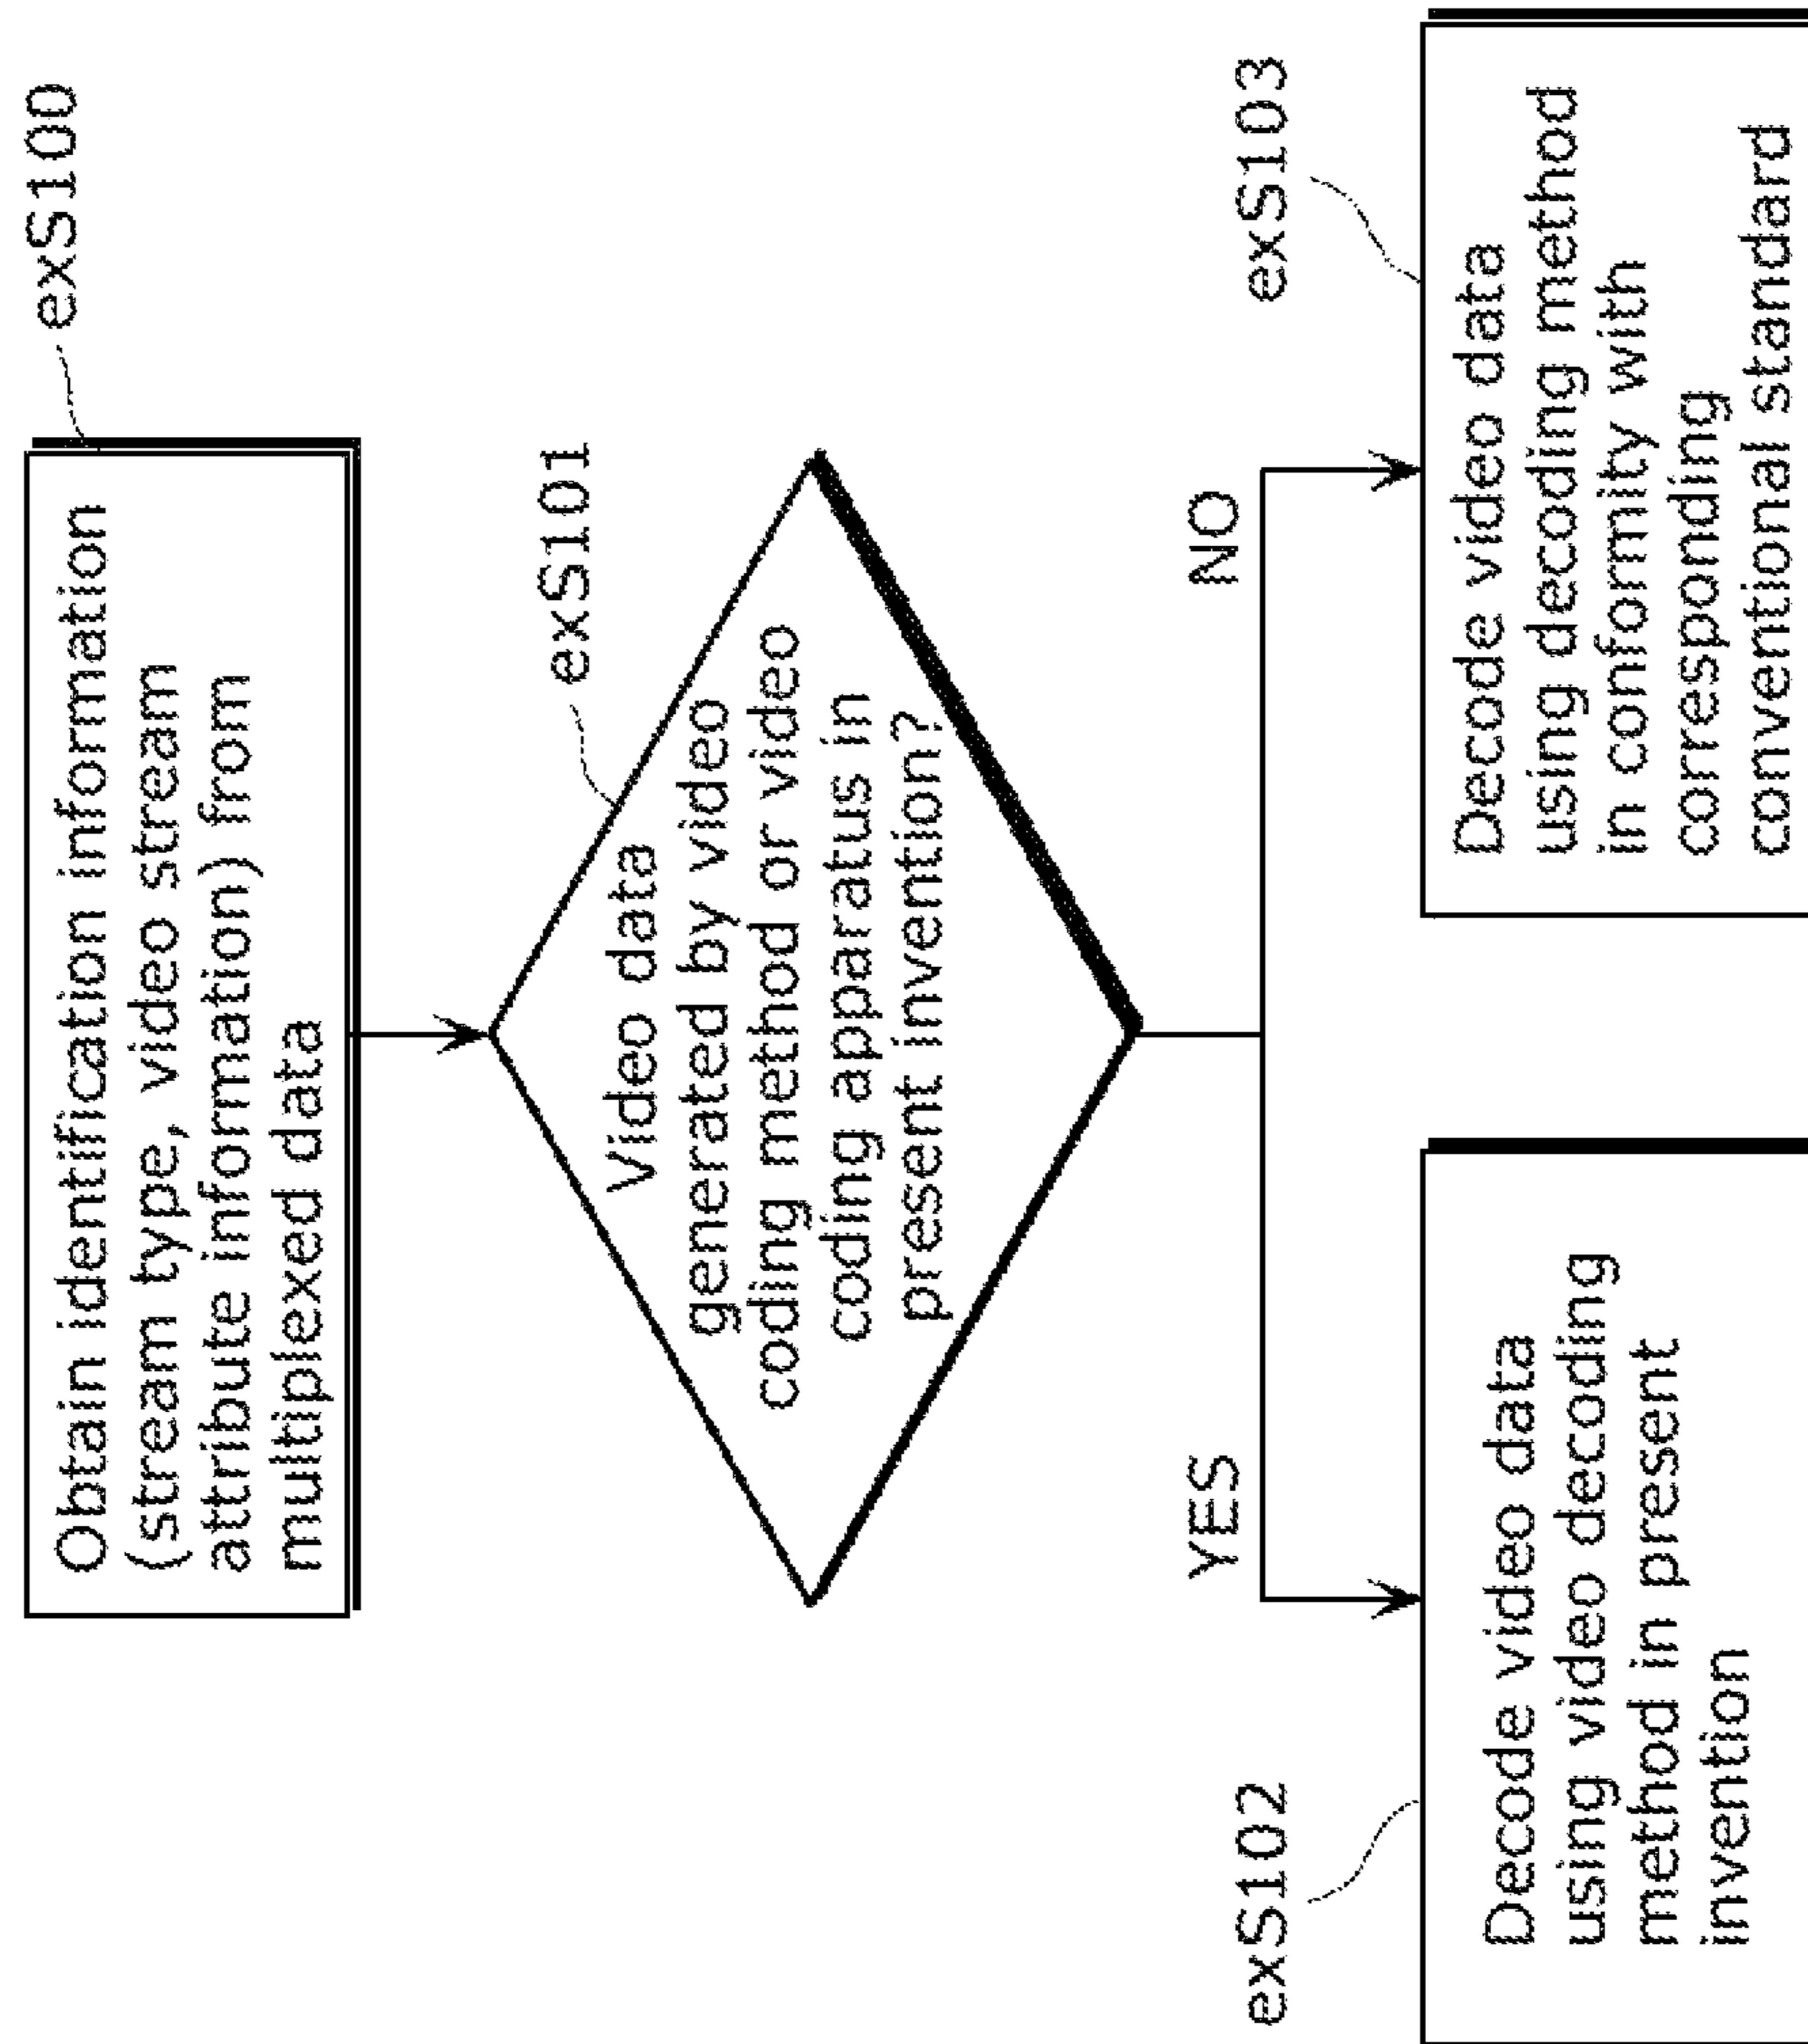 exS100
Obtain identification information
(stream type, video stream
attribute information) from
multiplexed data
exS101
Video data
generated by video
coding method or video
coding apparatus in
present invention?
YES
NO
exS102
Decode video data
using video decoding
method in present
invention
exS103
Decode video data
using decoding method
in conformity with
corresponding
conventional standard